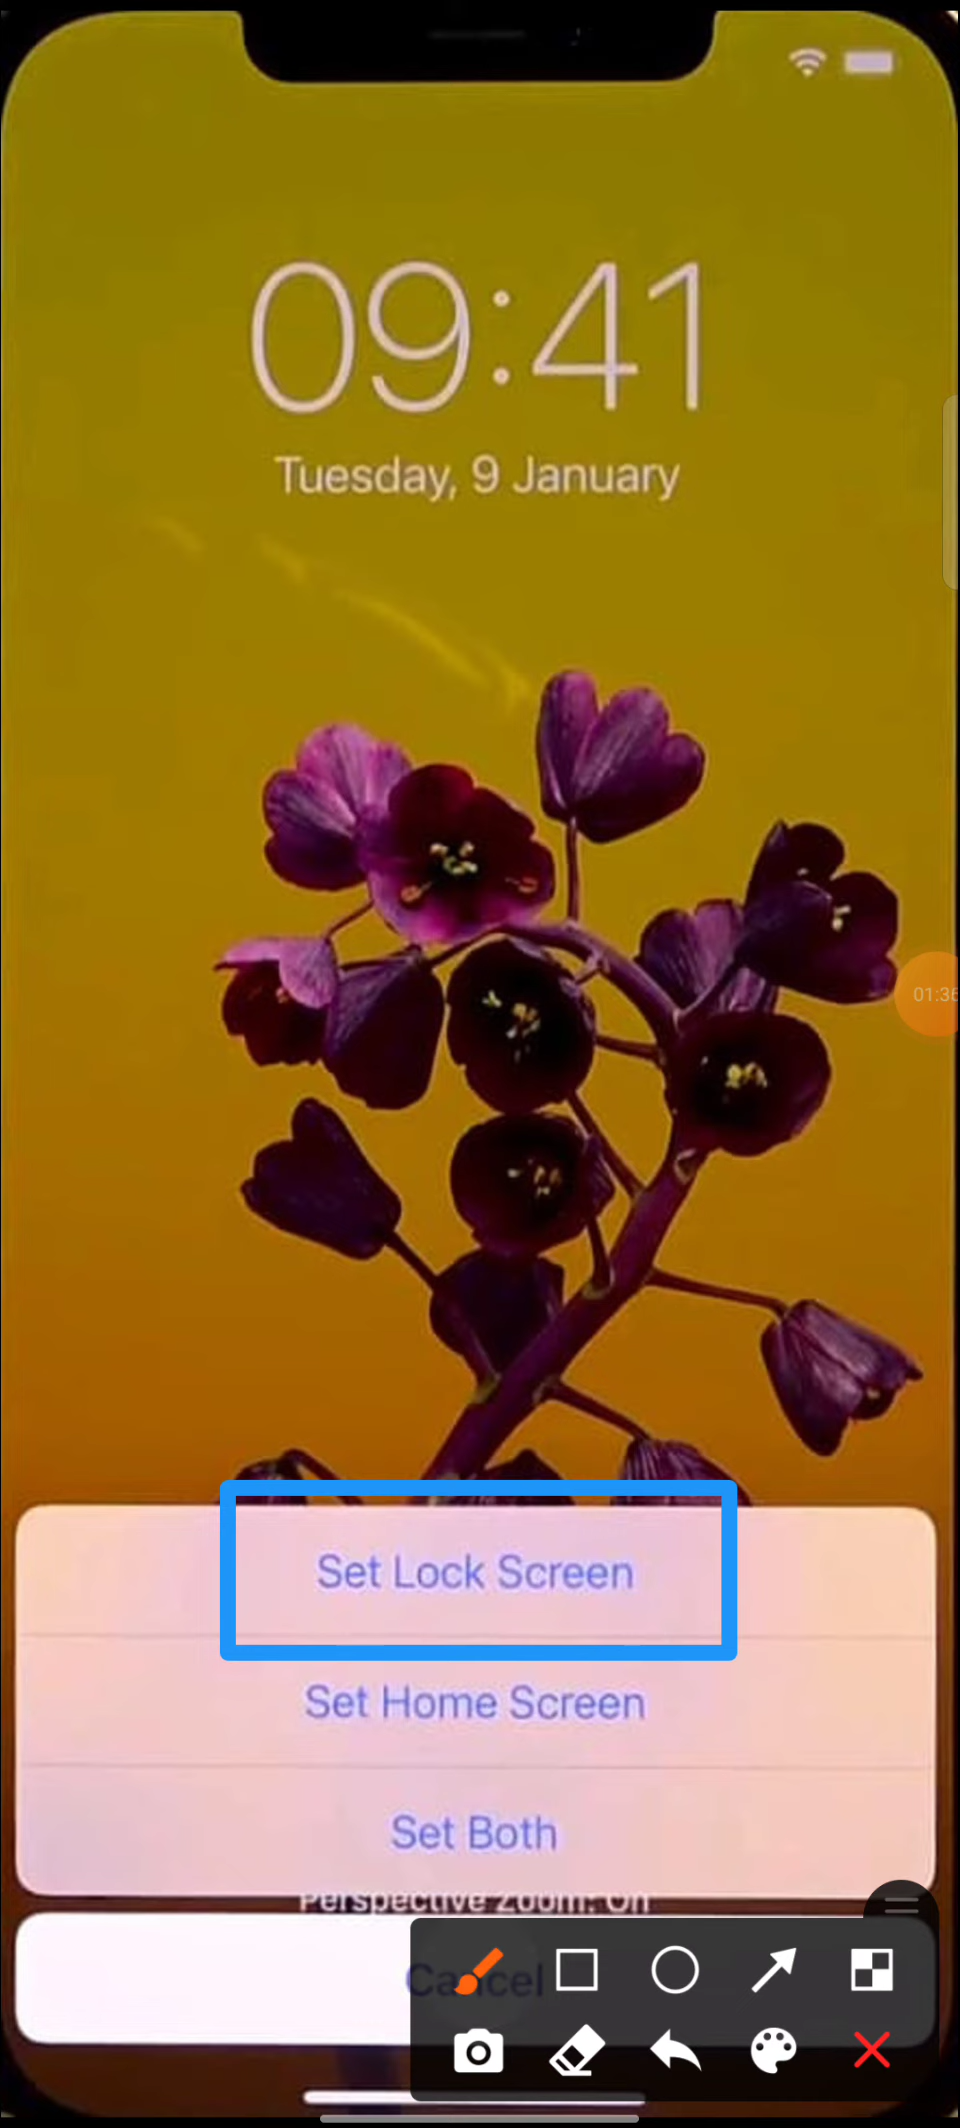 09:41
Tuesday, 9 January
Set Lock Screen
Set Home Screen
Set Both
Perspective Zoom: On
Cancel